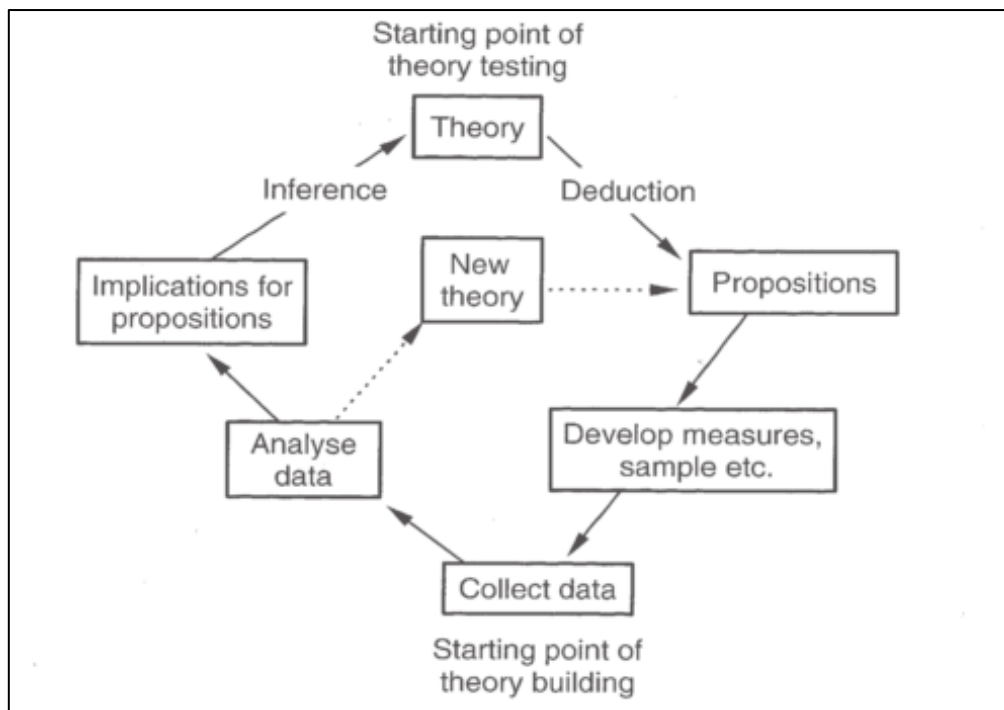 Starting point of
theory testing
Theory
Inference
Deduction
New
theory
Propositions
Implications for
propositions
Analyse
data
Develop measures,
sample etc.
Collect data
Starting point of
theory building